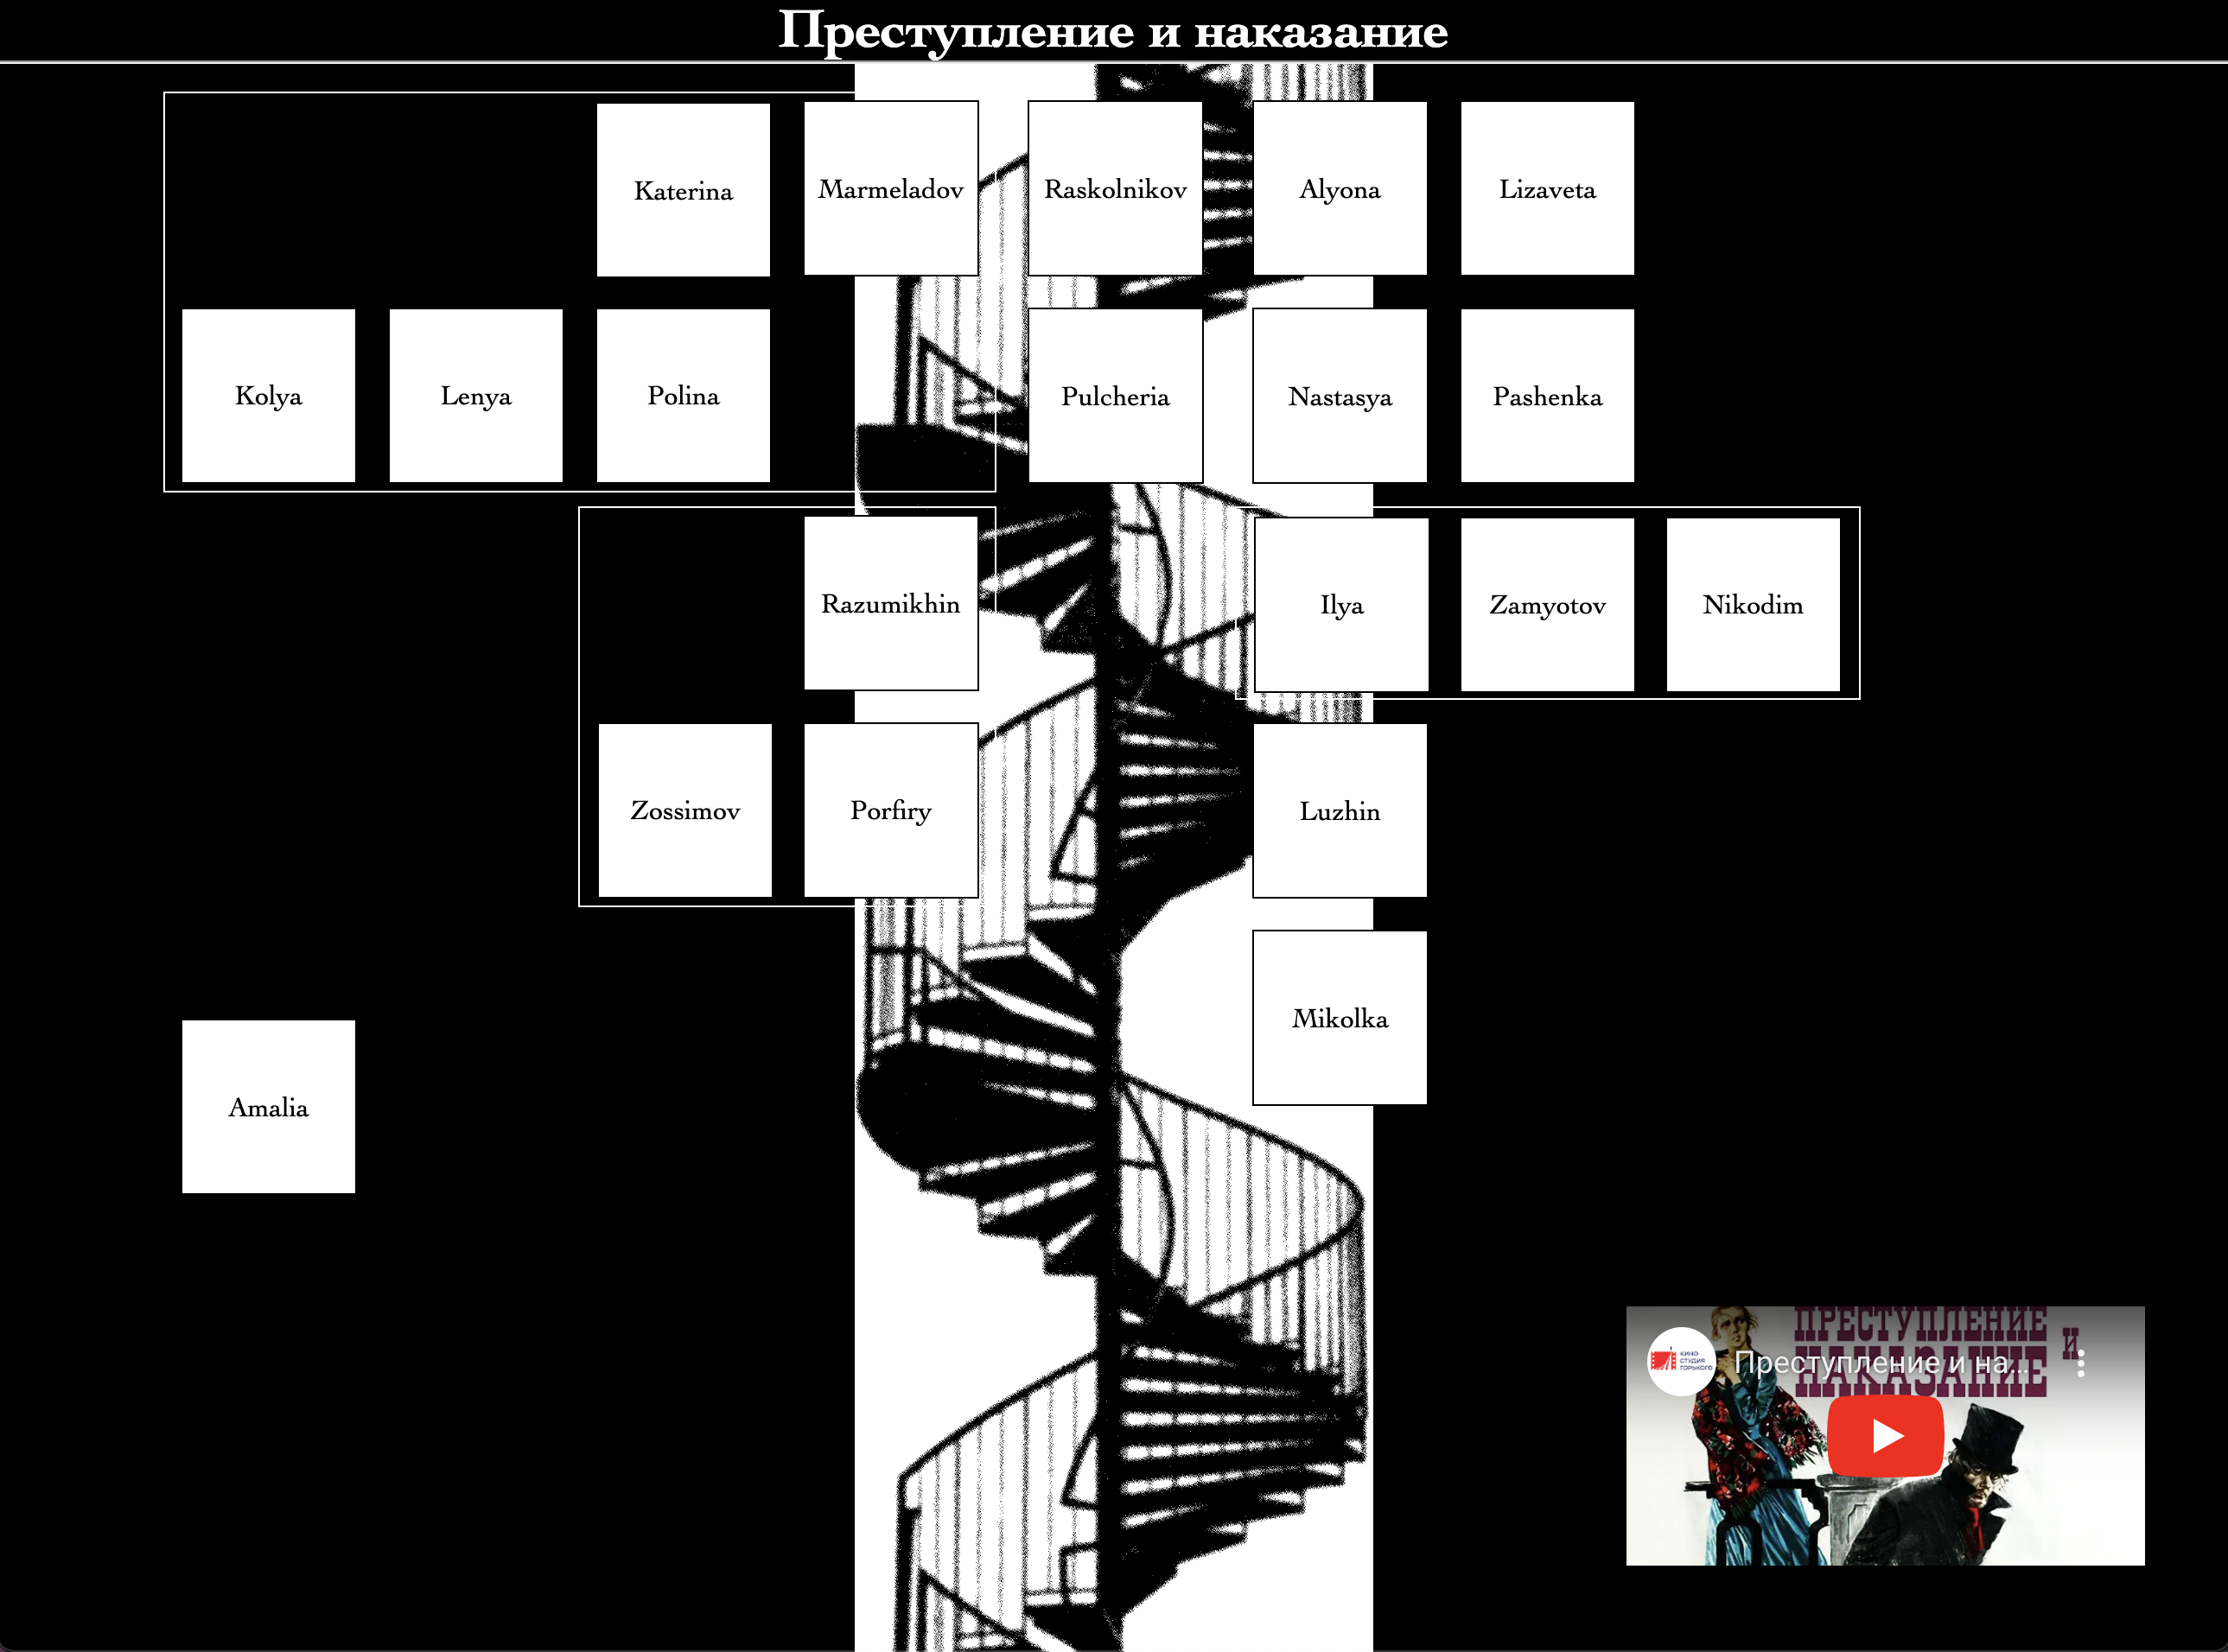 Преступление и наказание
Katerina
Marmeladov
Raskolnikov
Alyona
Lizaveta
Kolya
Lenya
Polina
Pulcheria
Nastasya
Pashenka
Razumikhin
Ilya
Zamyotov
Nikodim
Zossimov
Porfiry
Luzhin
Mikolka
Amalia
ПРЕСТУПЛЕНИЕ
И
НАКАЗАНИЕ
КИНО
СТУДИЯ
ГОРЬКОГО
Преступление и на...